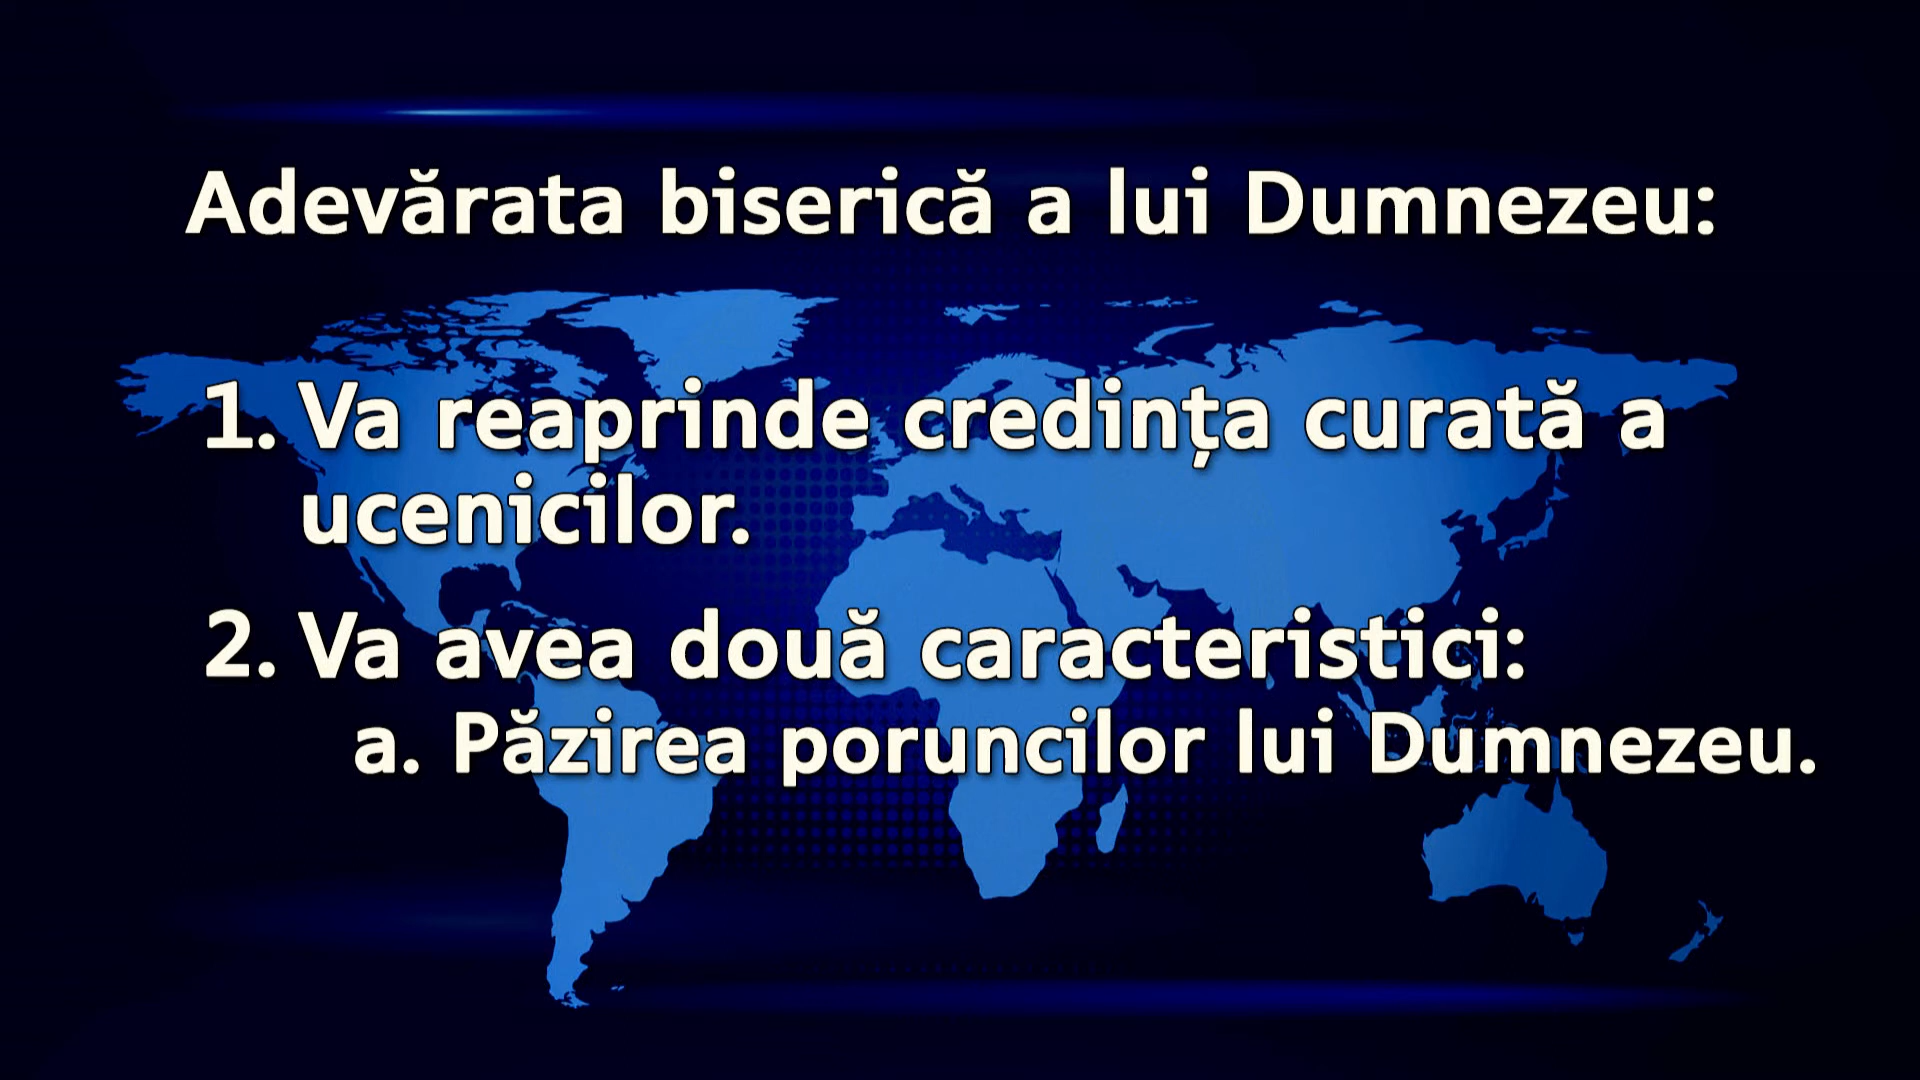 Adevărata biserică a lui Dumnezeu:
1. Va reaprinde credința curată a
ucenicilor.
2. Va avea două caracteristici:
a. Păzirea poruncilor lui Dumnezeu.